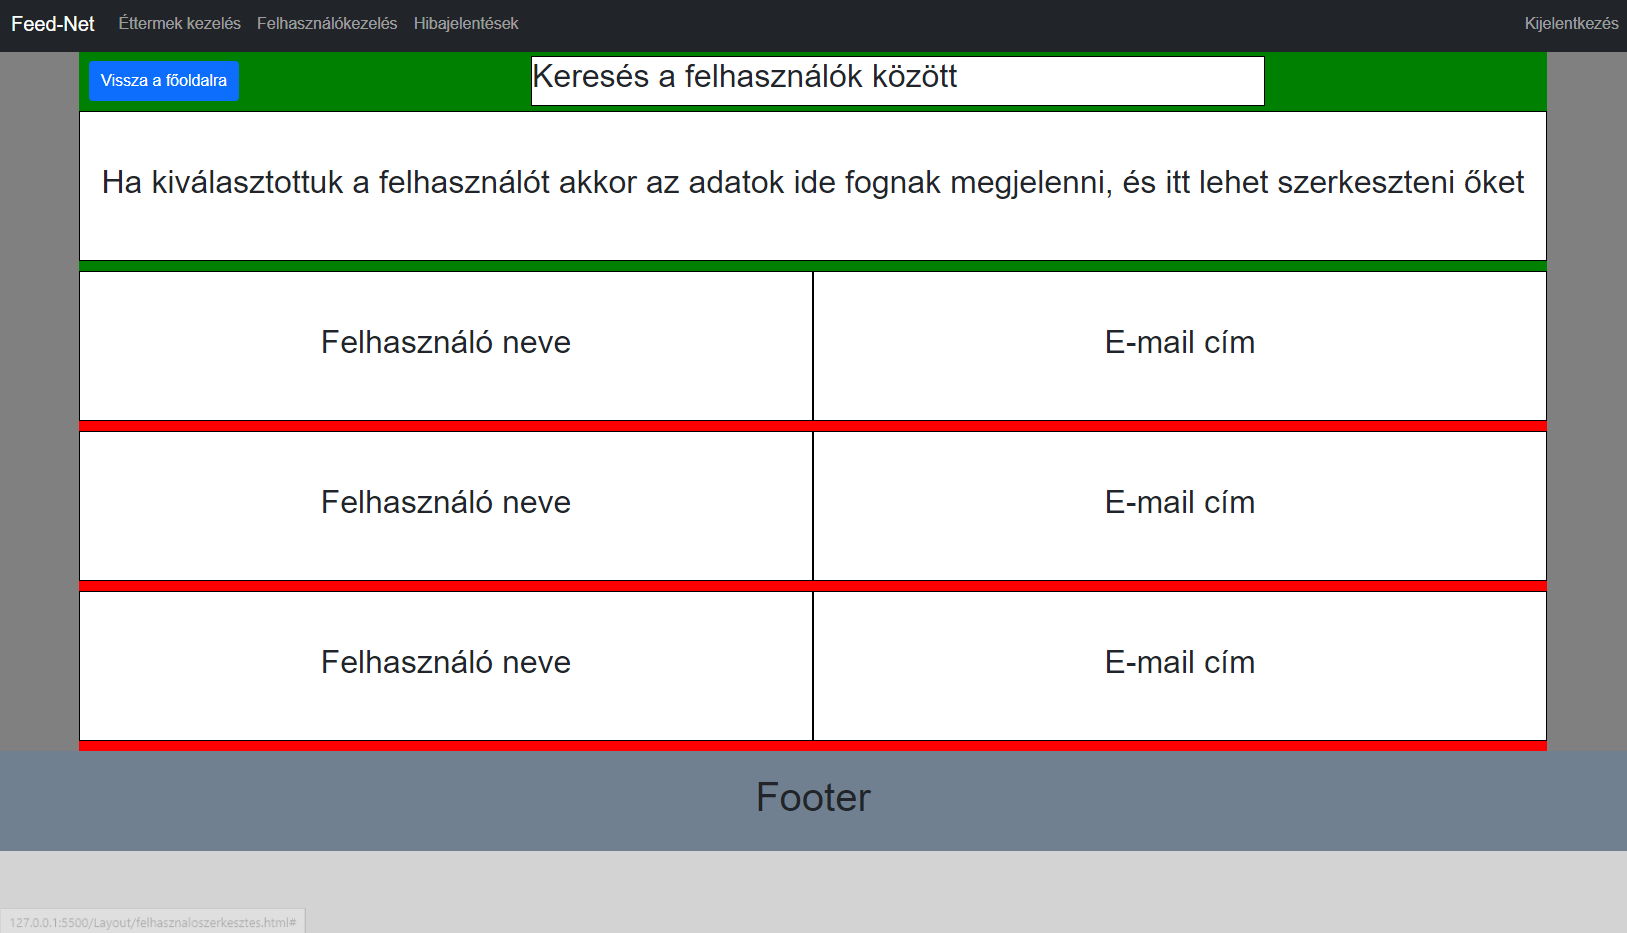 Feed-Net Éttermek kezelés Felhasználókezelés Hibajelentések Kijelentkezés
Vissza a főoldalra Keresés a felhasználók között
Ha kiválasztottuk a felhasználót akkor az adatok ide fognak megjelenni, és itt lehet szerkeszteni őket
Felhasználó neve E-mail cím
Felhasználó neve E-mail cím
Felhasználó neve E-mail cím
Footer
127.0.0.1:5500/Layout/felhasznaloszerkesztes.html#